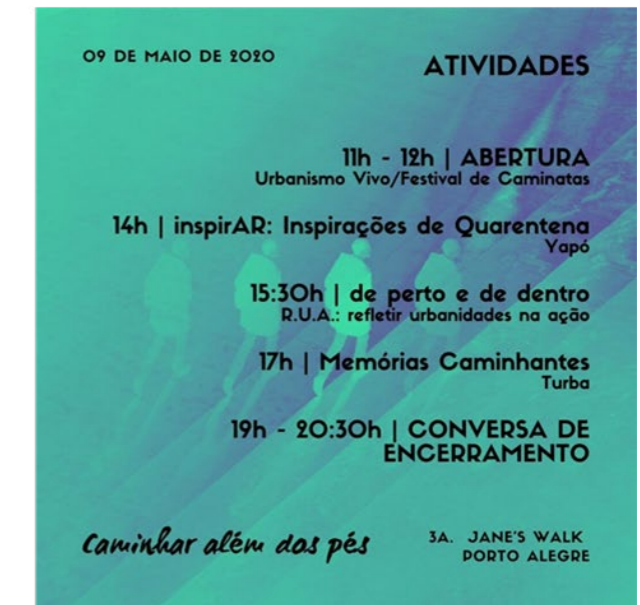 09 DE MAIO DE 2020
ATIVIDADES
11h - 12h | ABERTURA
Urbanismo Vivo/Festival de Caminatas
14h | inspirAR: Inspirações de Quarentena
Yapó
15:30h | de perto e de dentro
R.U.A.: refletir urbanidades na ação
17h | Memórias Caminhantes
Turba
19h - 20:30h | CONVERSA DE
ENCERRAMENTO
Caminhar além dos pés
3A. JANE'S WALK
PORTO ALEGRE